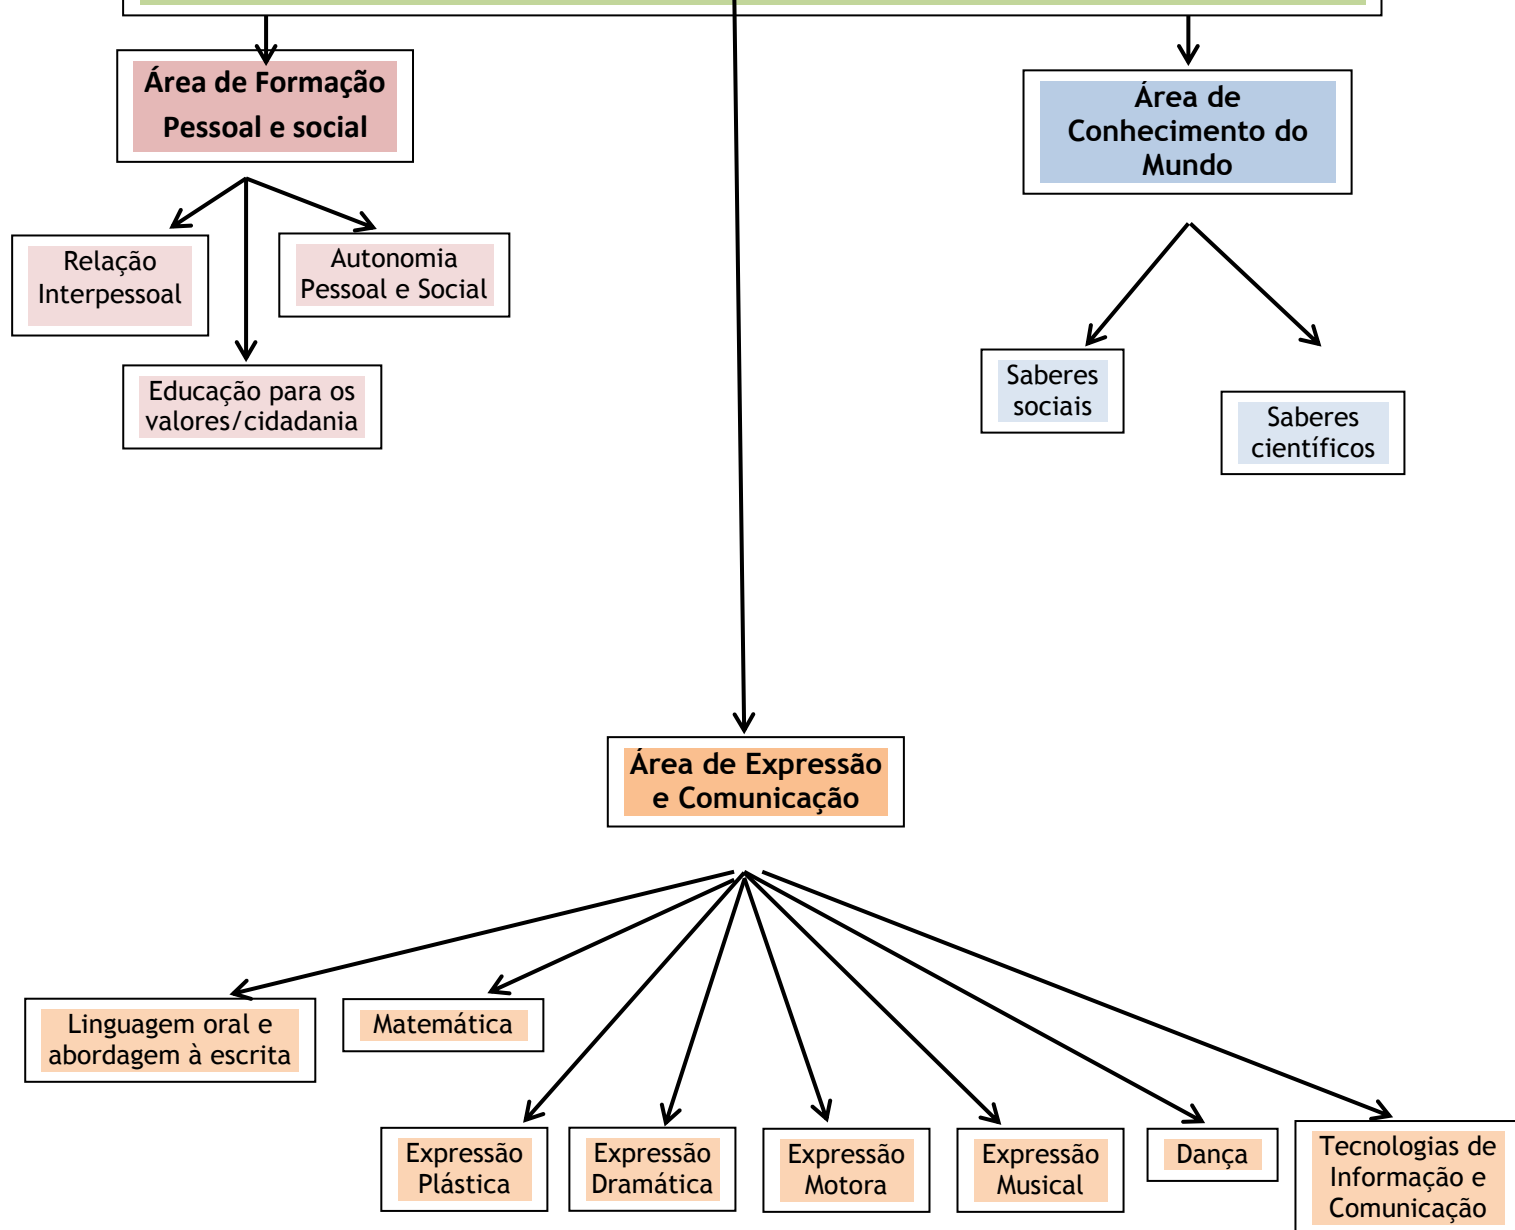 Área de Formação
Pessoal e social
Área de
Conhecimento do
Mundo
Relação
Interpessoal
Autonomia
Pessoal e Social
Educação para os
valores/cidadania
Saberes
sociais
Saberes
científicos
Área de Expressão
e Comunicação
Linguagem oral e
abordagem à escrita
Matemática
Expressão
Plástica
Expressão
Dramática
Expressão
Motora
Expressão
Musical
Dança
Tecnologias de
Informação e
Comunicação